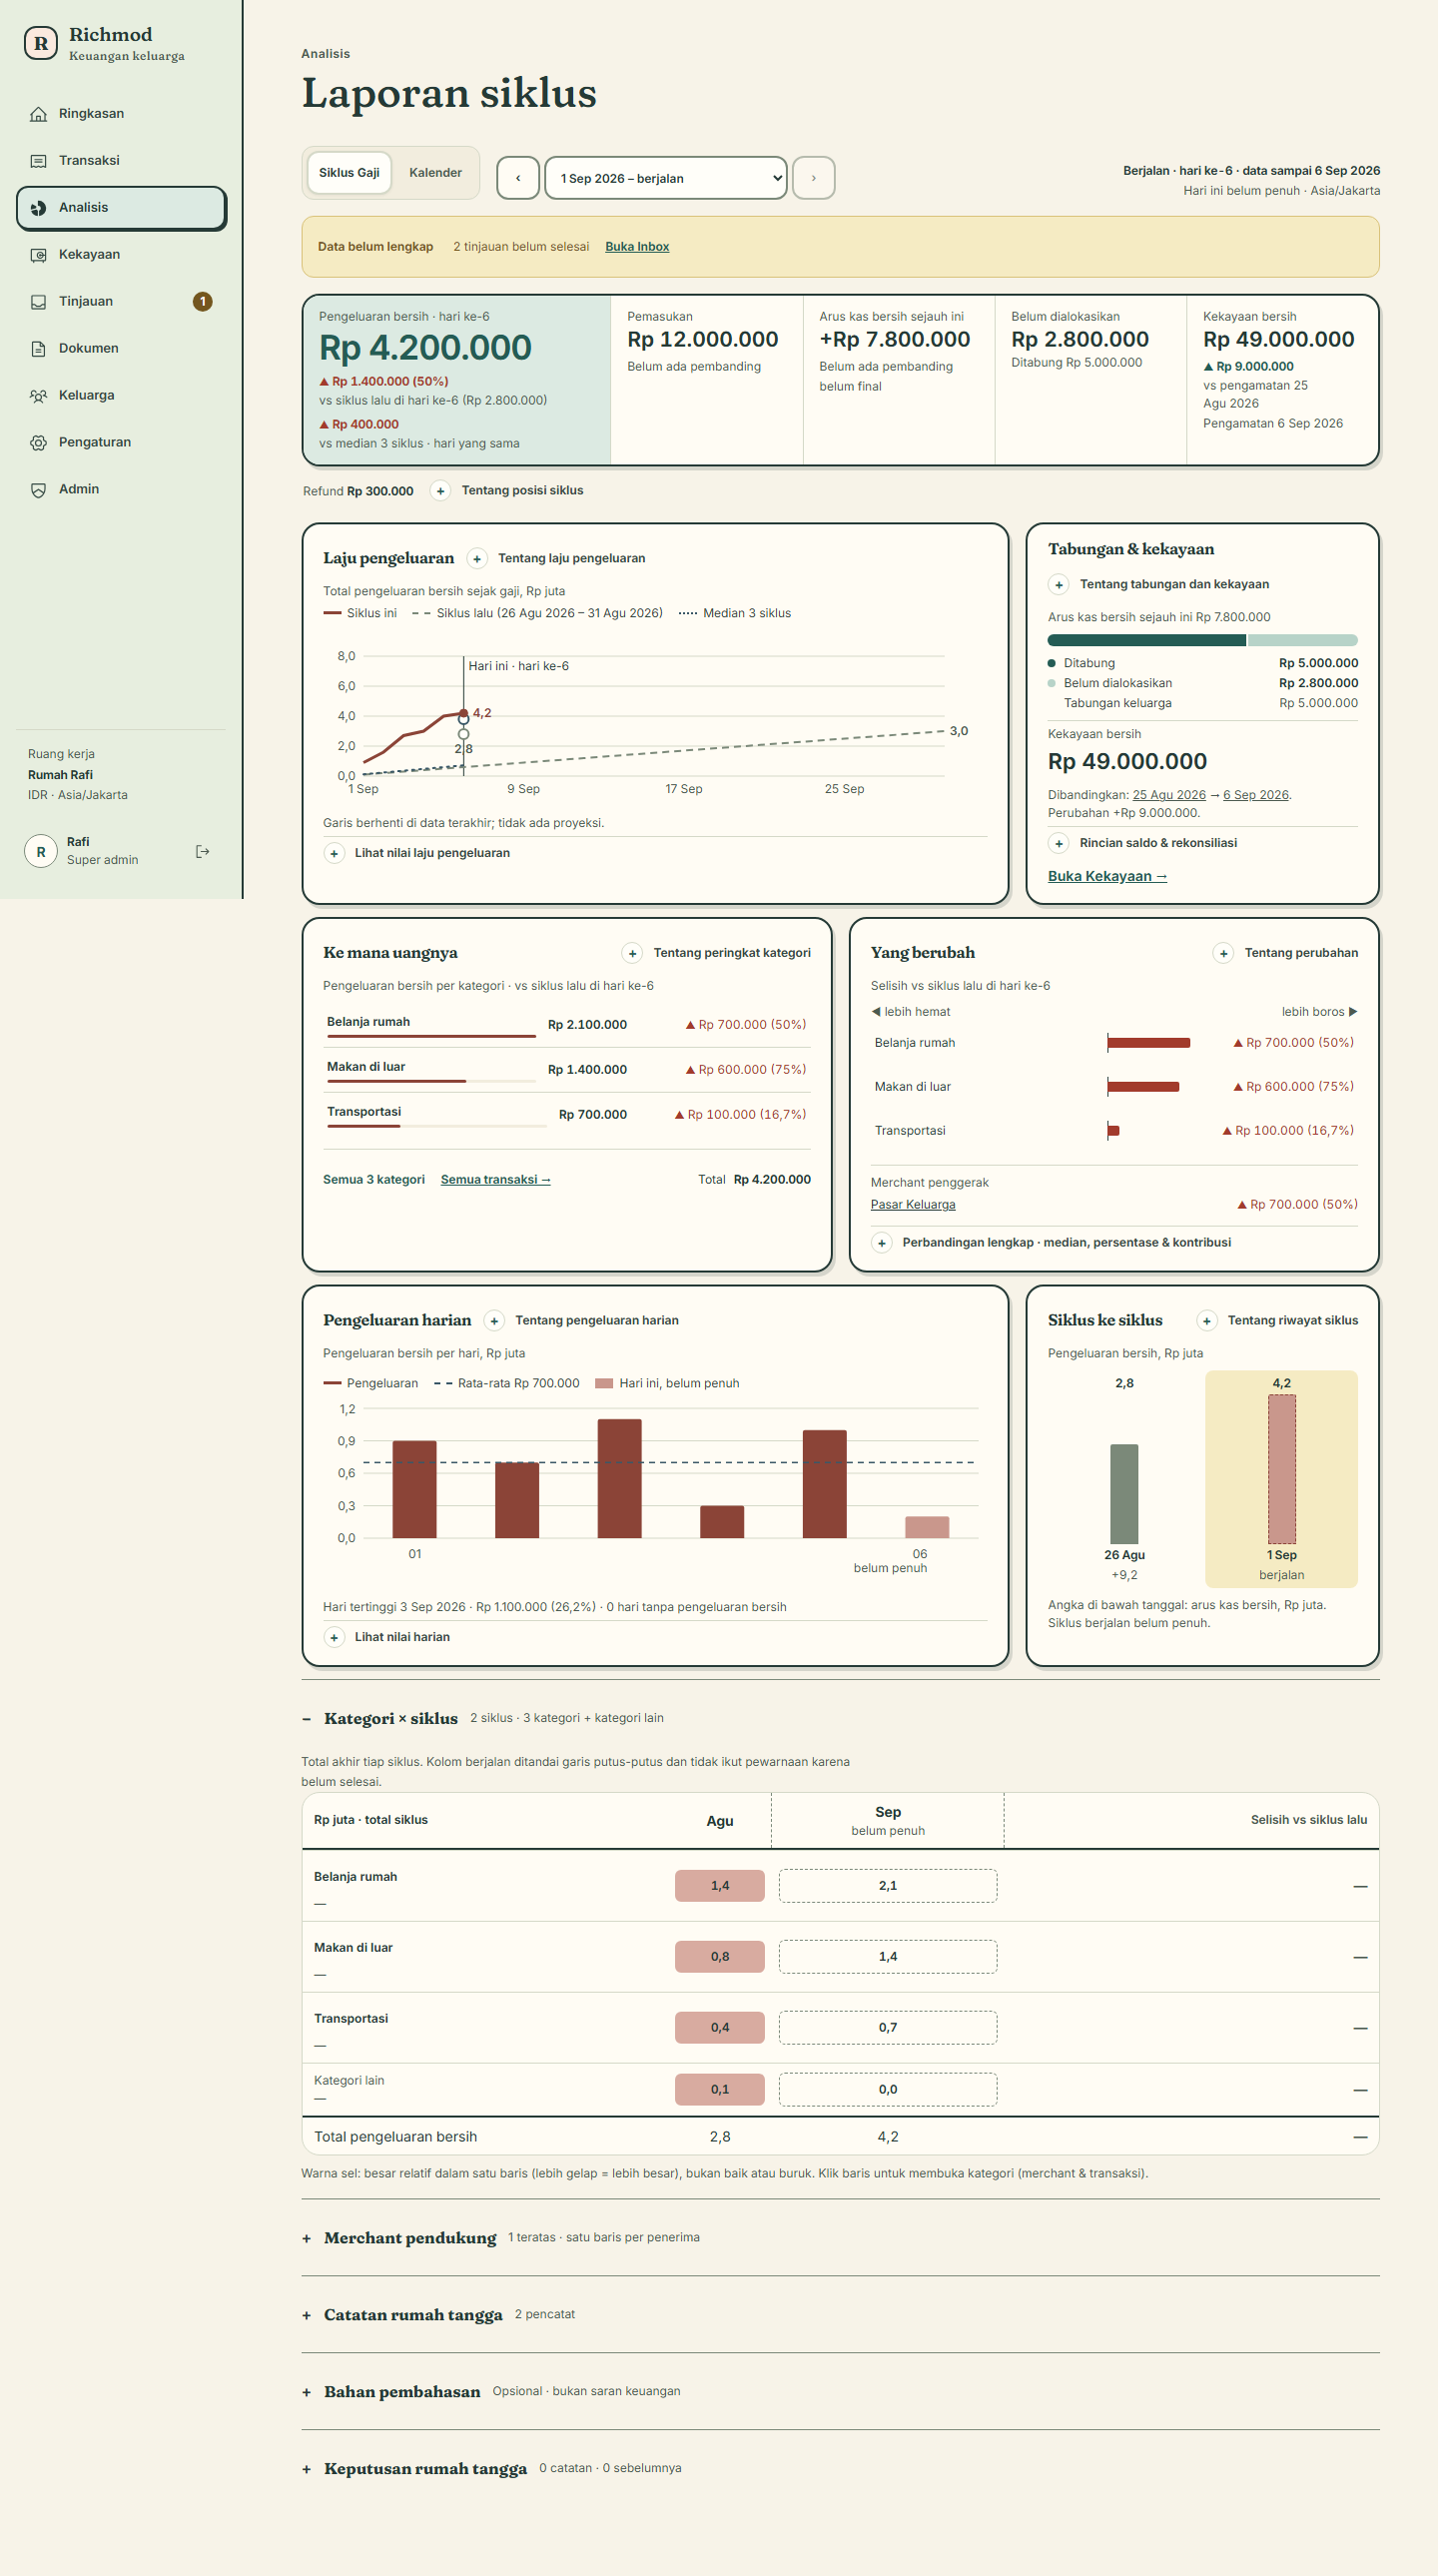 R
Richmod
Keuangan keluarga
Ringkasan
Transaksi
Analisis
Kekayaan
Tinjauan 1
Dokumen
Keluarga
Pengaturan
Admin
Ruang kerja
Rumah Rafi
IDR · Asia/Jakarta
R
Rafi
Super admin
Analisis
Laporan siklus
Siklus Gaji Kalender ‹ 1 Sep 2026 – berjalan ›
Berjalan · hari ke-6 · data sampai 6 Sep 2026
Hari ini belum penuh · Asia/Jakarta
Data belum lengkap 2 tinjauan belum selesai Buka Inbox
Pengeluaran bersih · hari ke-6
Rp 4.200.000
▲ Rp 1.400.000 (50%)
vs siklus lalu di hari ke-6 (Rp 2.800.000)
▲ Rp 400.000
vs median 3 siklus · hari yang sama
Pemasukan
Rp 12.000.000
Belum ada pembanding
Arus kas bersih sejauh ini
+Rp 7.800.000
Belum ada pembanding
belum final
Belum dialokasikan
Rp 2.800.000
Ditabung Rp 5.000.000
Kekayaan bersih
Rp 49.000.000
▲ Rp 9.000.000
vs pengamatan 25
Agu 2026
Pengamatan 6 Sep 2026
Refund Rp 300.000 + Tentang posisi siklus
Laju pengeluaran + Tentang laju pengeluaran
Total pengeluaran bersih sejak gaji, Rp juta
Siklus ini Siklus lalu (26 Agu 2026 – 31 Agu 2026) Median 3 siklus
8,0
Hari ini · hari ke-6
6,0
4,0
4,2
2,0
2,8
3,0
0,0
1 Sep 9 Sep 17 Sep 25 Sep
Garis berhenti di data terakhir; tidak ada proyeksi.
+ Lihat nilai laju pengeluaran
Tabungan & kekayaan
+ Tentang tabungan dan kekayaan
Arus kas bersih sejauh ini Rp 7.800.000
Ditabung Rp 5.000.000
Belum dialokasikan Rp 2.800.000
Tabungan keluarga Rp 5.000.000
Kekayaan bersih
Rp 49.000.000
Dibandingkan: 25 Agu 2026 → 6 Sep 2026.
Perubahan +Rp 9.000.000.
+ Rincian saldo & rekonsiliasi
Buka Kekayaan →
Ke mana uangnya + Tentang peringkat kategori
Pengeluaran bersih per kategori · vs siklus lalu di hari ke-6
Belanja rumah Rp 2.100.000 ▲ Rp 700.000 (50%)
Makan di luar Rp 1.400.000 ▲ Rp 600.000 (75%)
Transportasi Rp 700.000 ▲ Rp 100.000 (16,7%)
Semua 3 kategori Semua transaksi → Total Rp 4.200.000
Yang berubah + Tentang perubahan
Selisih vs siklus lalu di hari ke-6
◀ lebih hemat lebih boros ▶
Belanja rumah ▲ Rp 700.000 (50%)
Makan di luar ▲ Rp 600.000 (75%)
Transportasi ▲ Rp 100.000 (16,7%)
Merchant penggerak
Pasar Keluarga ▲ Rp 700.000 (50%)
+ Perbandingan lengkap · median, persentase & kontribusi
Pengeluaran harian + Tentang pengeluaran harian
Pengeluaran bersih per hari, Rp juta
Pengeluaran Rata-rata Rp 700.000 Hari ini, belum penuh
1,2
0,9
0,6
0,3
0,0
01 06
belum penuh
Hari tertinggi 3 Sep 2026 · Rp 1.100.000 (26,2%) · 0 hari tanpa pengeluaran bersih
+ Lihat nilai harian
Siklus ke siklus + Tentang riwayat siklus
Pengeluaran bersih, Rp juta
2,8 4,2
26 Agu 1 Sep
+9,2 berjalan
Angka di bawah tanggal: arus kas bersih, Rp juta.
Siklus berjalan belum penuh.
− Kategori × siklus 2 siklus · 3 kategori + kategori lain
Total akhir tiap siklus. Kolom berjalan ditandai garis putus-putus dan tidak ikut pewarnaan karena
belum selesai.
Rp juta · total siklus Agu Sep Selisih vs siklus lalu
belum penuh
Belanja rumah 1,4 2,1 —
—
Makan di luar 0,8 1,4 —
—
Transportasi 0,4 0,7 —
—
Kategori lain 0,1 0,0 —
—
Total pengeluaran bersih 2,8 4,2 —
Warna sel: besar relatif dalam satu baris (lebih gelap = lebih besar), bukan baik atau buruk. Klik baris untuk membuka kategori (merchant & transaksi).
+ Merchant pendukung 1 teratas · satu baris per penerima
+ Catatan rumah tangga 2 pencatat
+ Bahan pembahasan Opsional · bukan saran keuangan
+ Keputusan rumah tangga 0 catatan · 0 sebelumnya